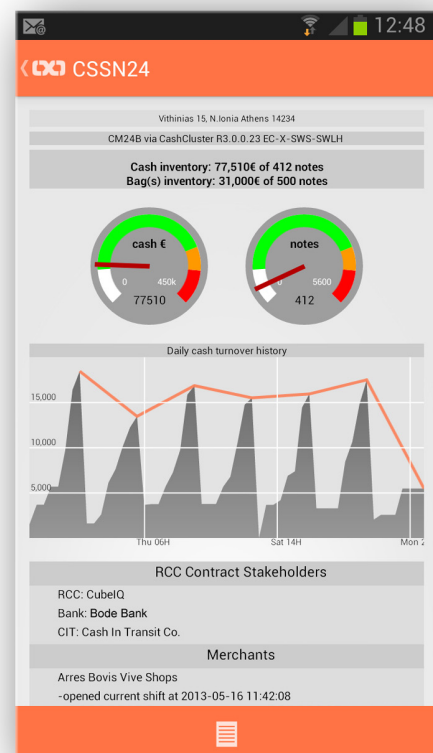 12:48
CSSN24
Vithinias 15, N.Ionia Athens 14234
CM24B via CashCluster R3.0.0.23 EC-X-SWS-SWLH
Cash inventory: 77,510€ of 412 notes
Bag(s) inventory: 31,000€ of 500 notes
cash €
0 450k
77510
notes
0 5600
412
Daily cash turnover history
15,000
10,000
5,000
Thu 06H Sat 14H Mon 2
RCC Contract Stakeholders
RCC: CubeIQ
Bank: Bode Bank
CIT: Cash In Transit Co.
Merchants
Arres Bovis Vive Shops
-opened current shift at 2013-05-16 11:42:08